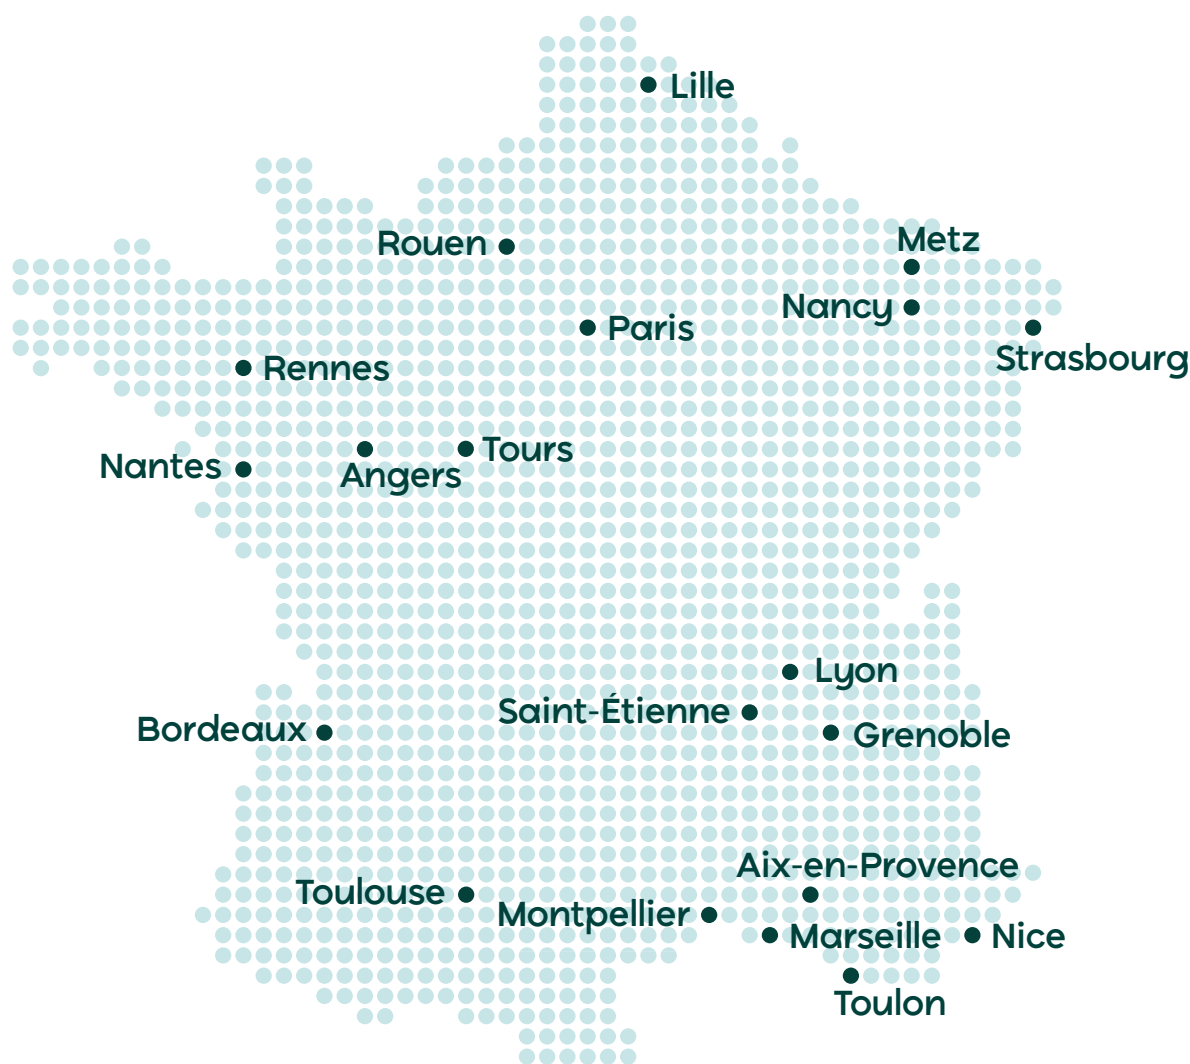 Lille
Metz
Rouen
Nancy
Paris
Strasbourg
Rennes
Tours
Nantes
Angers
Lyon
Saint-Étienne
Bordeaux
Grenoble
Aix-en-Provence
Toulouse
Montpellier
Marseille
Nice
Toulon